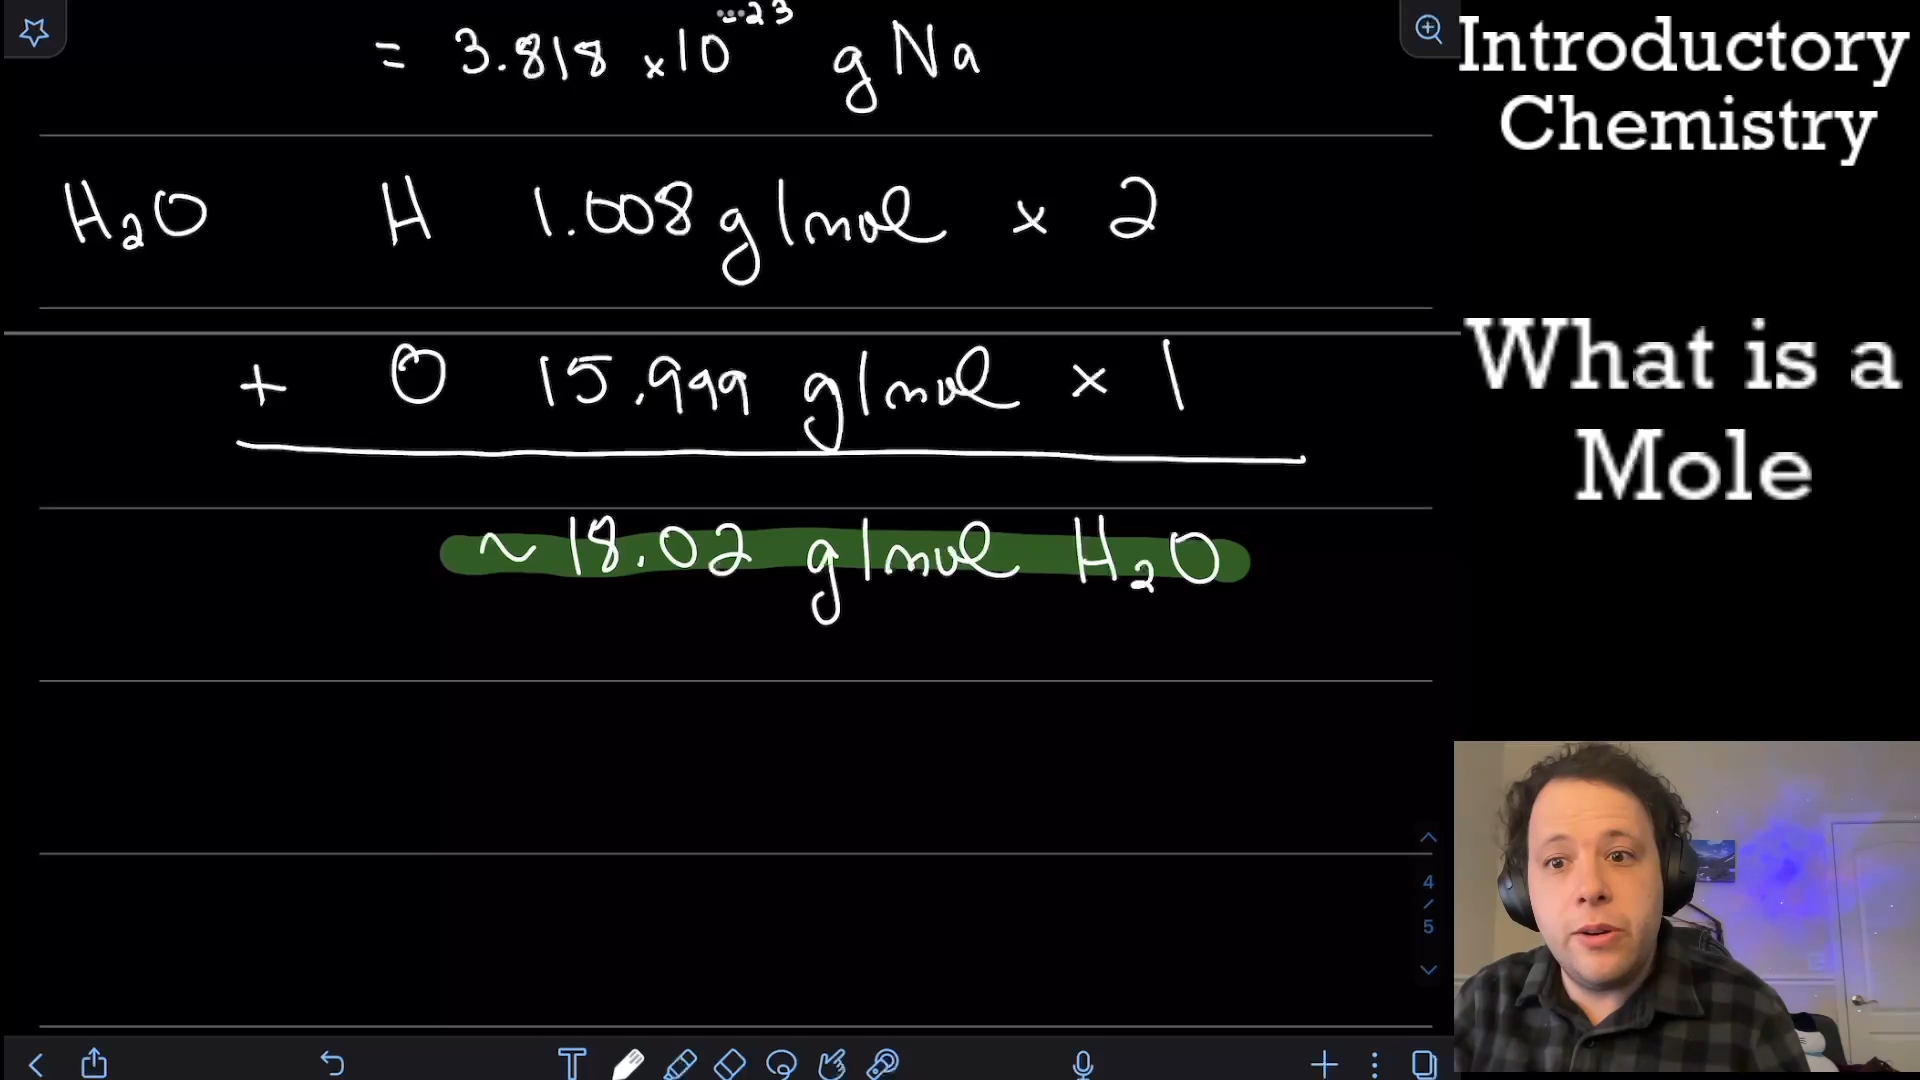 = 3.818 x10⁻²³ g Na
H₂O H 1.008 g/mol x 2
+ O 15.999 g/mol x 1
~18.02 g/mol H₂O
Introductory
Chemistry
What is a
Mole
4
/
5
T